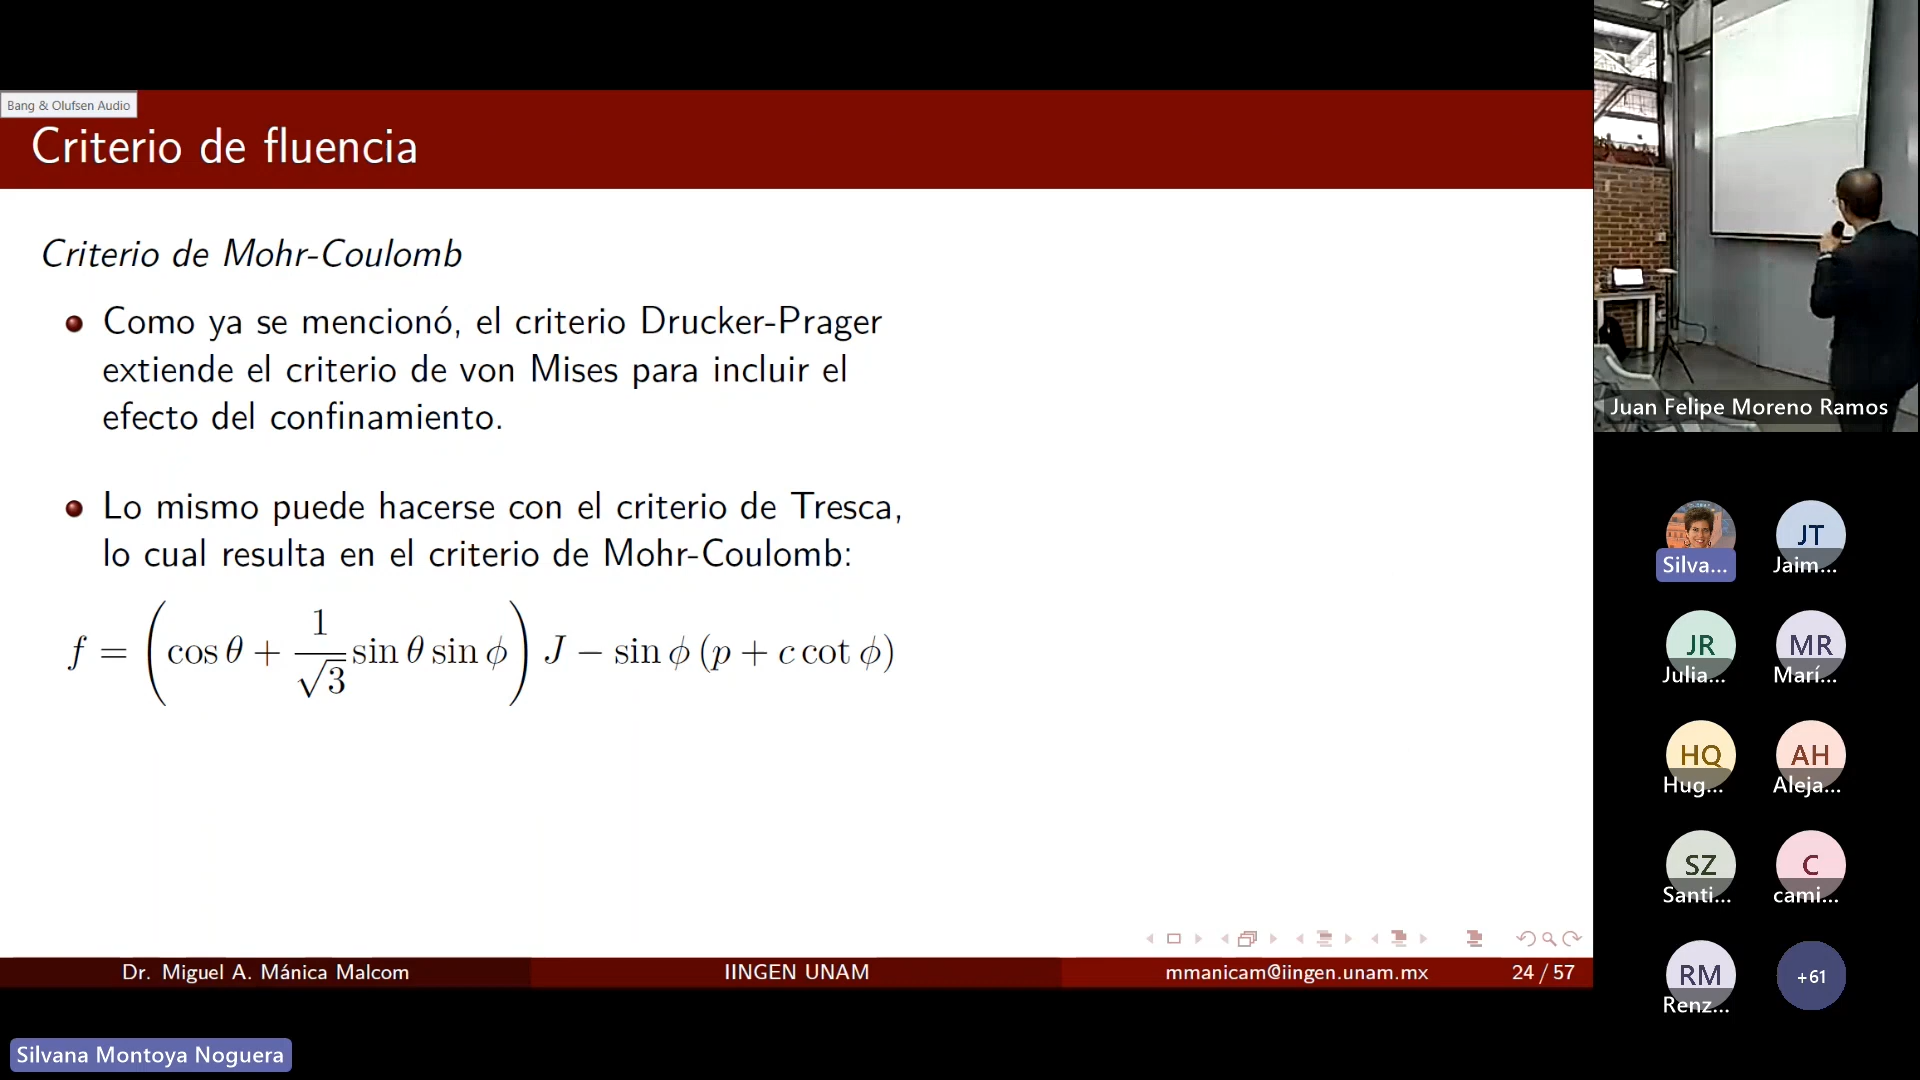 Bang & Olufsen Audio
Criterio de fluencia
Criterio de Mohr-Coulomb
Como ya se mencionó, el criterio Drucker-Prager
extiende el criterio de von Mises para incluir el
efecto del confinamiento.
Lo mismo puede hacerse con el criterio de Tresca,
lo cual resulta en el criterio de Mohr-Coulomb:
f = (cos θ + 1/√3 sin θ sin ϕ) J − sin ϕ (p + c cot ϕ)
Dr. Miguel A. Mánica Malcom
IINGEN UNAM
mmanicam@iingen.unam.mx
24 / 57
Silvana Montoya Noguera
Juan Felipe Moreno Ramos
Silva...
JT
Jaim...
JR
Julia...
MR
Marí...
HQ
Hug...
AH
Aleja...
SZ
Santi...
C
cami...
RM
Renz...
+61